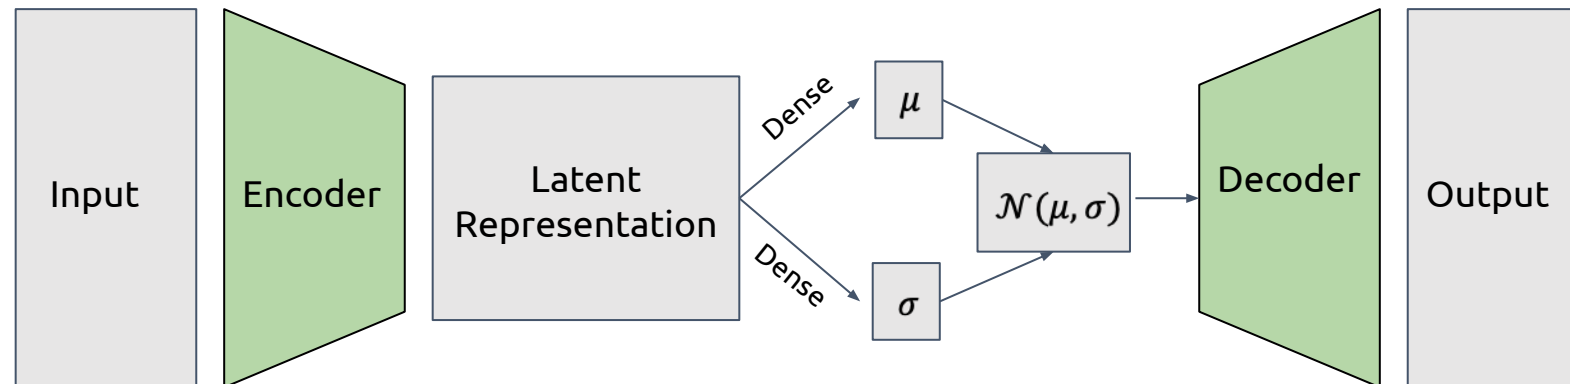 Input
Encoder
Latent
Representation
Dense
Dense
μ
σ
𝒩(μ, σ)
Decoder
Output